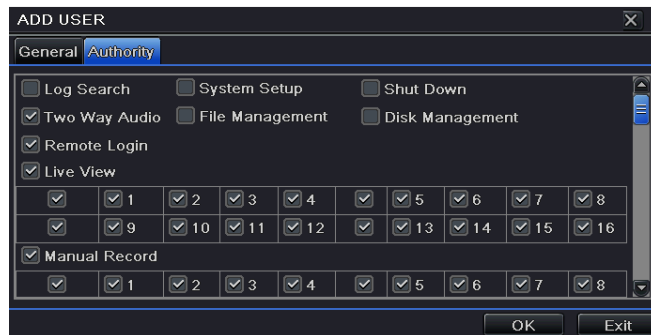 ADD USER
General Authority
Log Search System Setup Shut Down
Two Way Audio File Management Disk Management
Remote Login
Live View
1 2 3 4 5 6 7 8
9 10 11 12 13 14 15 16
Manual Record
1 2 3 4 5 6 7 8
OK Exit